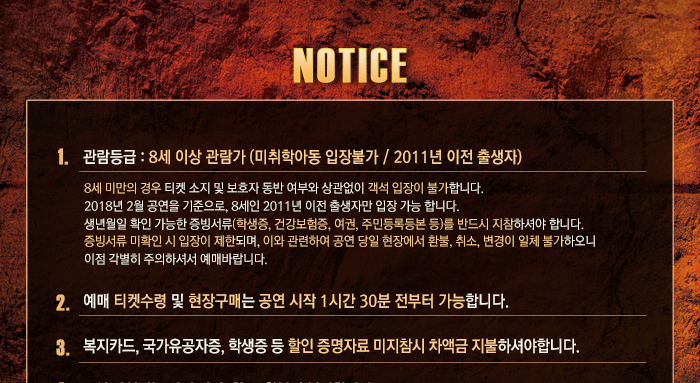 NOTICE
1. 관람등급 : 8세 이상 관람가 (미취학아동 입장불가 / 2011년 이전 출생자)
8세 미만의 경우 티켓 소지 및 보호자 동반 여부와 상관없이 객석 입장이 불가합니다.
2018년 2월 공연을 기준으로, 8세인 2011년 이전 출생자만 입장 가능 합니다.
생년월일 확인 가능한 증빙서류(학생증, 건강보험증, 여권, 주민등록등본 등)를 반드시 지참하셔야 합니다.
증빙서류 미확인 시 입장이 제한되며, 이와 관련하여 공연 당일 현장에서 환불, 취소, 변경이 일체 불가하오니
이점 각별히 주의하셔서 예매바랍니다.
2. 예매 티켓수령 및 현장구매는 공연 시작 1시간 30분 전부터 가능합니다.
3. 복지카드, 국가유공자증, 학생증 등 할인 증명자료 미지참시 차액금 지불하셔야합니다.